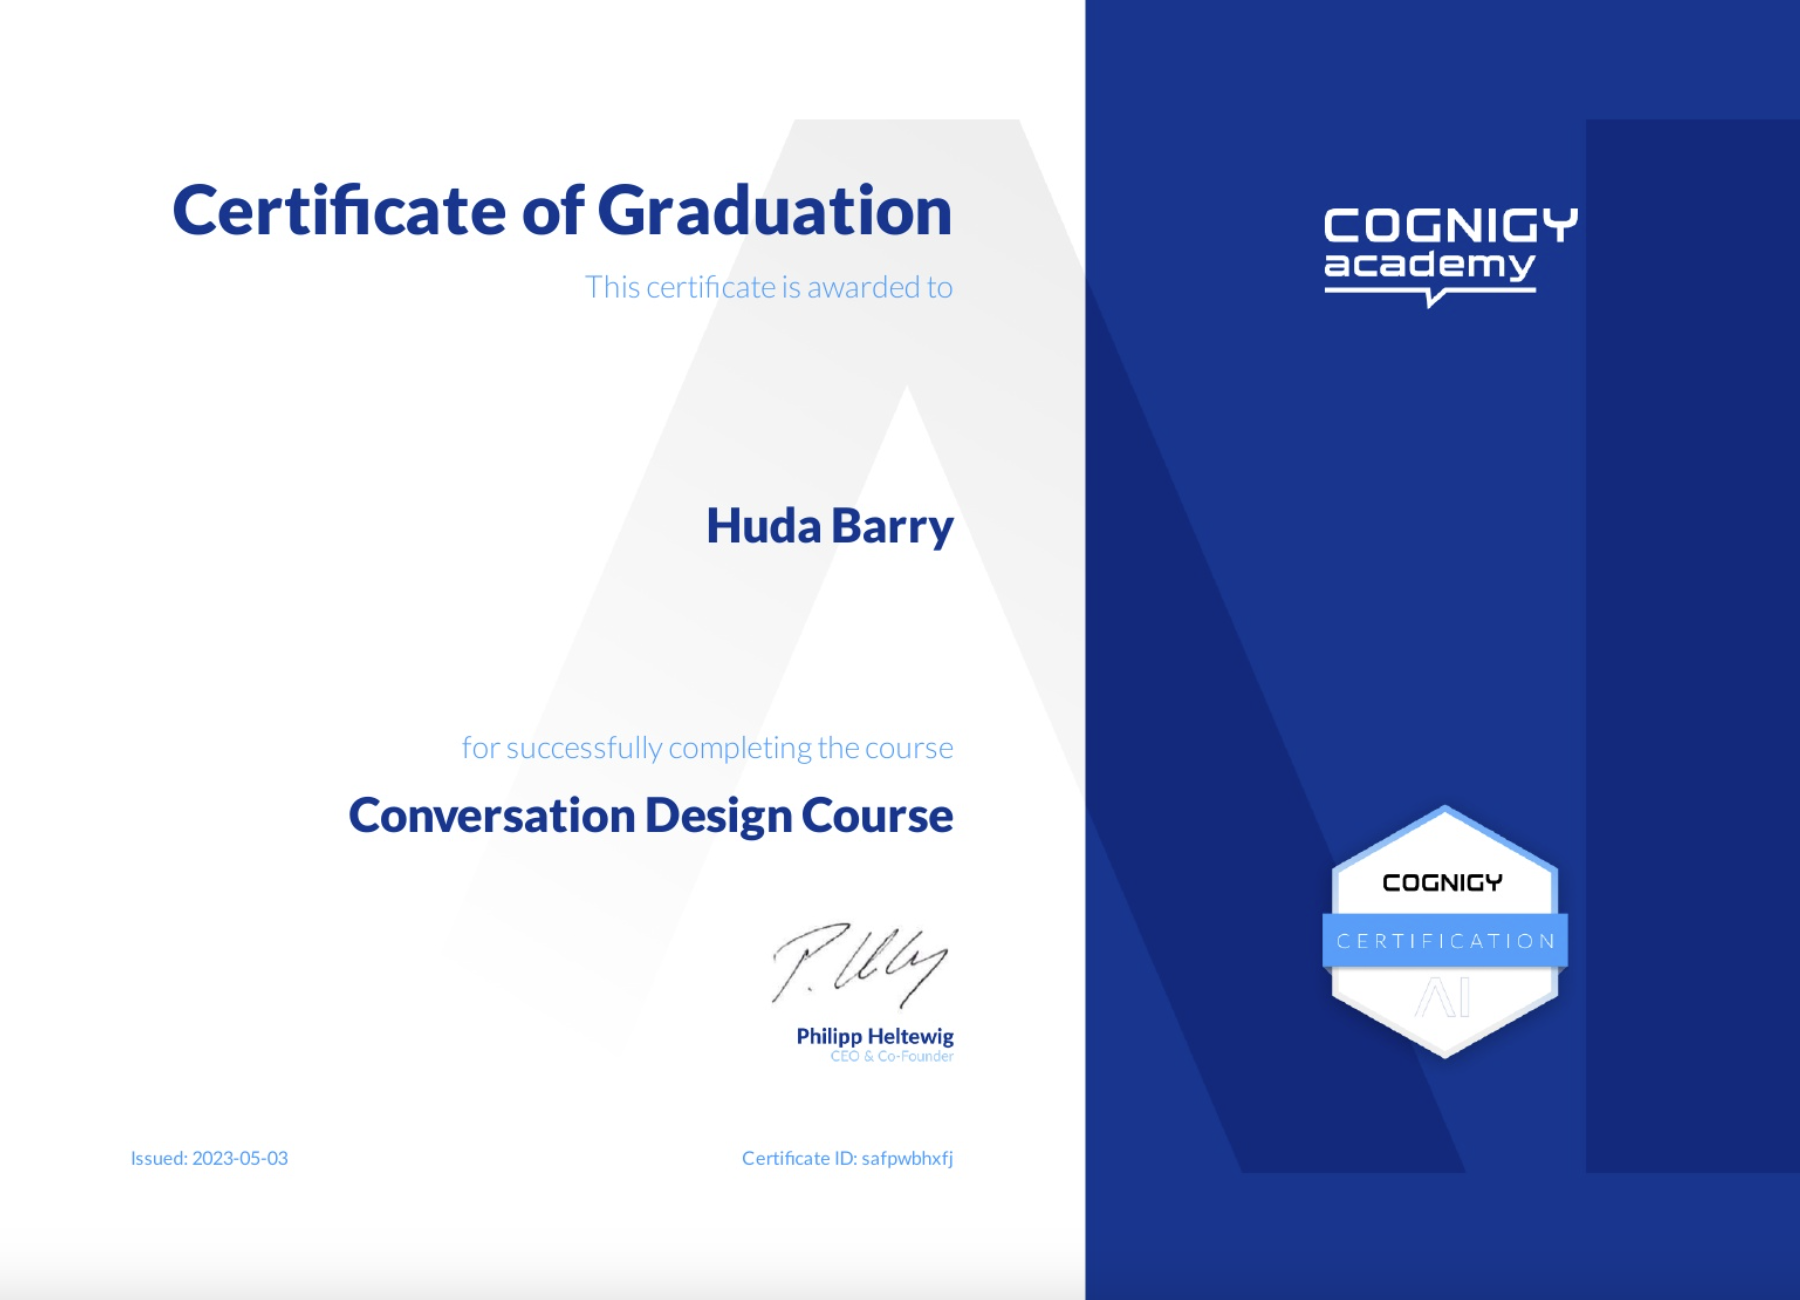 Certificate of Graduation
This certificate is awarded to
Huda Barry
for successfully completing the course
Conversation Design Course
Philipp Heltewig
CEO & Co-Founder
Issued: 2023-05-03
Certificate ID: safpwbhxfj
COGNIGY
academy
COGNIGY
CERTIFICATION
AI